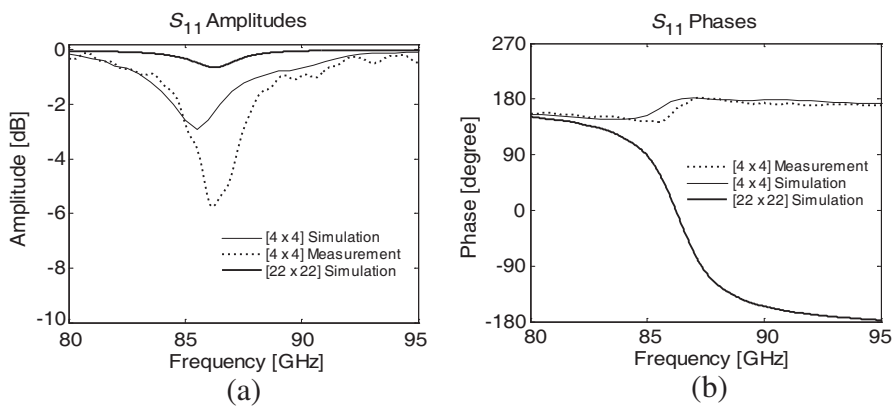 S11 Amplitudes
0
-2
-4
-6
-8
-10
Amplitude [dB]
[4 x 4] Simulation
[4 x 4] Measurement
[22 x 22] Simulation
80
85
90
95
Frequency [GHz]
(a)
S11 Phases
270
180
90
0
-90
-180
Phase [degree]
[4 x 4] Measurement
[4 x 4] Simulation
[22 x 22] Simulation
80
85
90
95
Frequency [GHz]
(b)